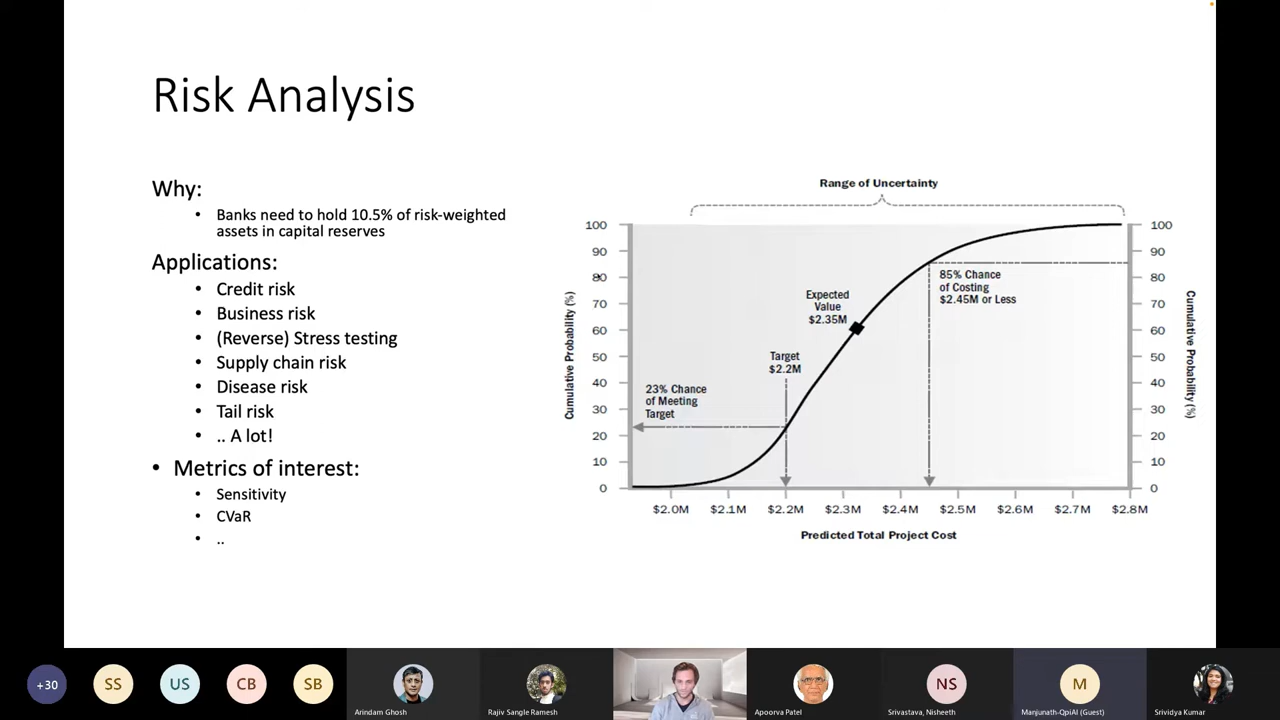 Risk Analysis
Why:
• Banks need to hold 10.5% of risk-weighted
assets in capital reserves
Applications:
• Credit risk
• Business risk
• (Reverse) Stress testing
• Supply chain risk
• Disease risk
• Tail risk
• .. A lot!
• Metrics of interest:
• Sensitivity
• CVaR
• ..
Range of Uncertainty
100
90
80
70
60
50
40
30
20
10
0
Cumulative Probability (%)
23% Chance
of Meeting
Target
Target
$2.2M
Expected
Value
$2.35M
85% Chance
of Costing
$2.45M or Less
100
90
80
70
60
50
40
30
20
10
0
Cumulative Probability (%)
$2.0M $2.1M $2.2M $2.3M $2.4M $2.5M $2.6M $2.7M $2.8M
Predicted Total Project Cost
+30 SS US CB SB NS M
Arindam Ghosh Rajiv Sangle Ramesh Apoorva Patel Srivastava, Nisheeth Manjunath-QpiAI (Guest) Srividya Kumar